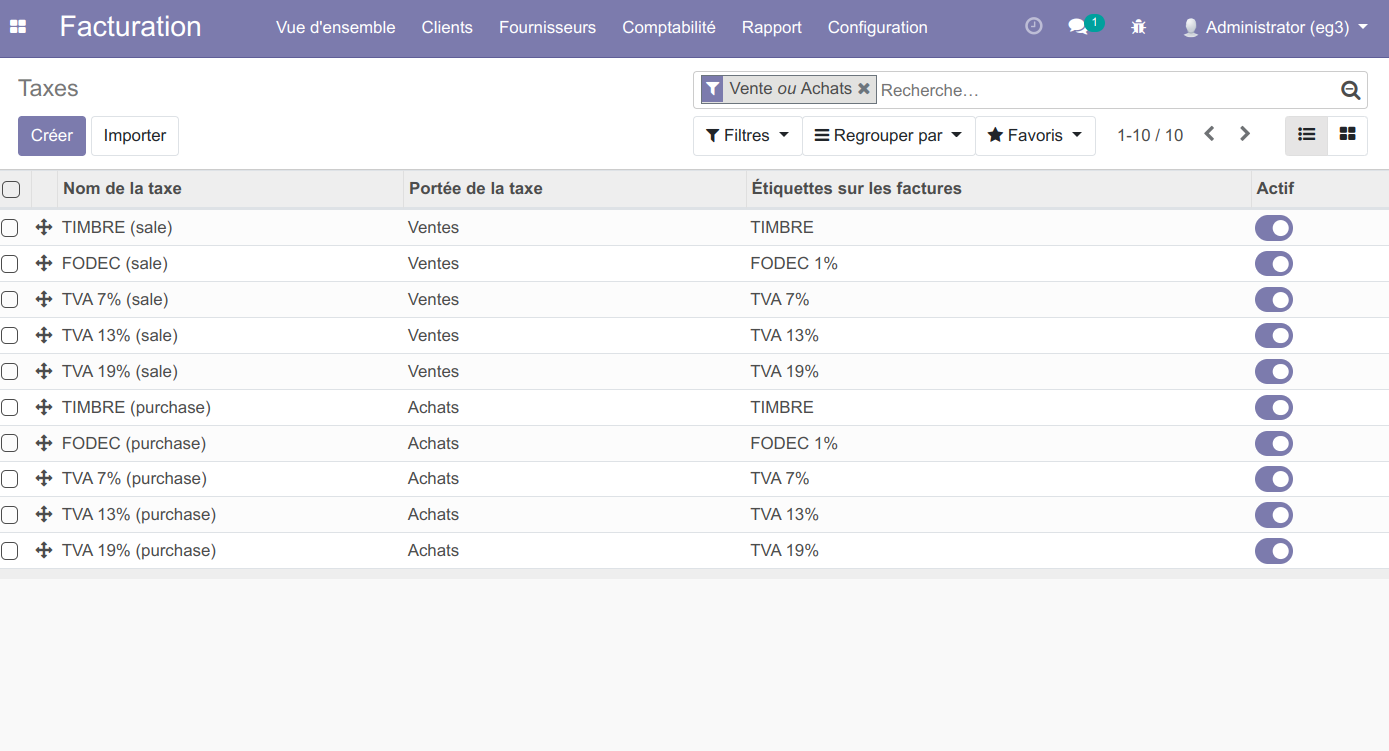 Facturation Vue d'ensemble Clients Fournisseurs Comptabilité Rapport Configuration 1 Administrator (eg3)
Taxes Vente ou Achats Recherche…
Créer Importer Filtres Regrouper par Favoris 1-10 / 10
Nom de la taxe Portée de la taxe Étiquettes sur les factures Actif
TIMBRE (sale) Ventes TIMBRE
FODEC (sale) Ventes FODEC 1%
TVA 7% (sale) Ventes TVA 7%
TVA 13% (sale) Ventes TVA 13%
TVA 19% (sale) Ventes TVA 19%
TIMBRE (purchase) Achats TIMBRE
FODEC (purchase) Achats FODEC 1%
TVA 7% (purchase) Achats TVA 7%
TVA 13% (purchase) Achats TVA 13%
TVA 19% (purchase) Achats TVA 19%